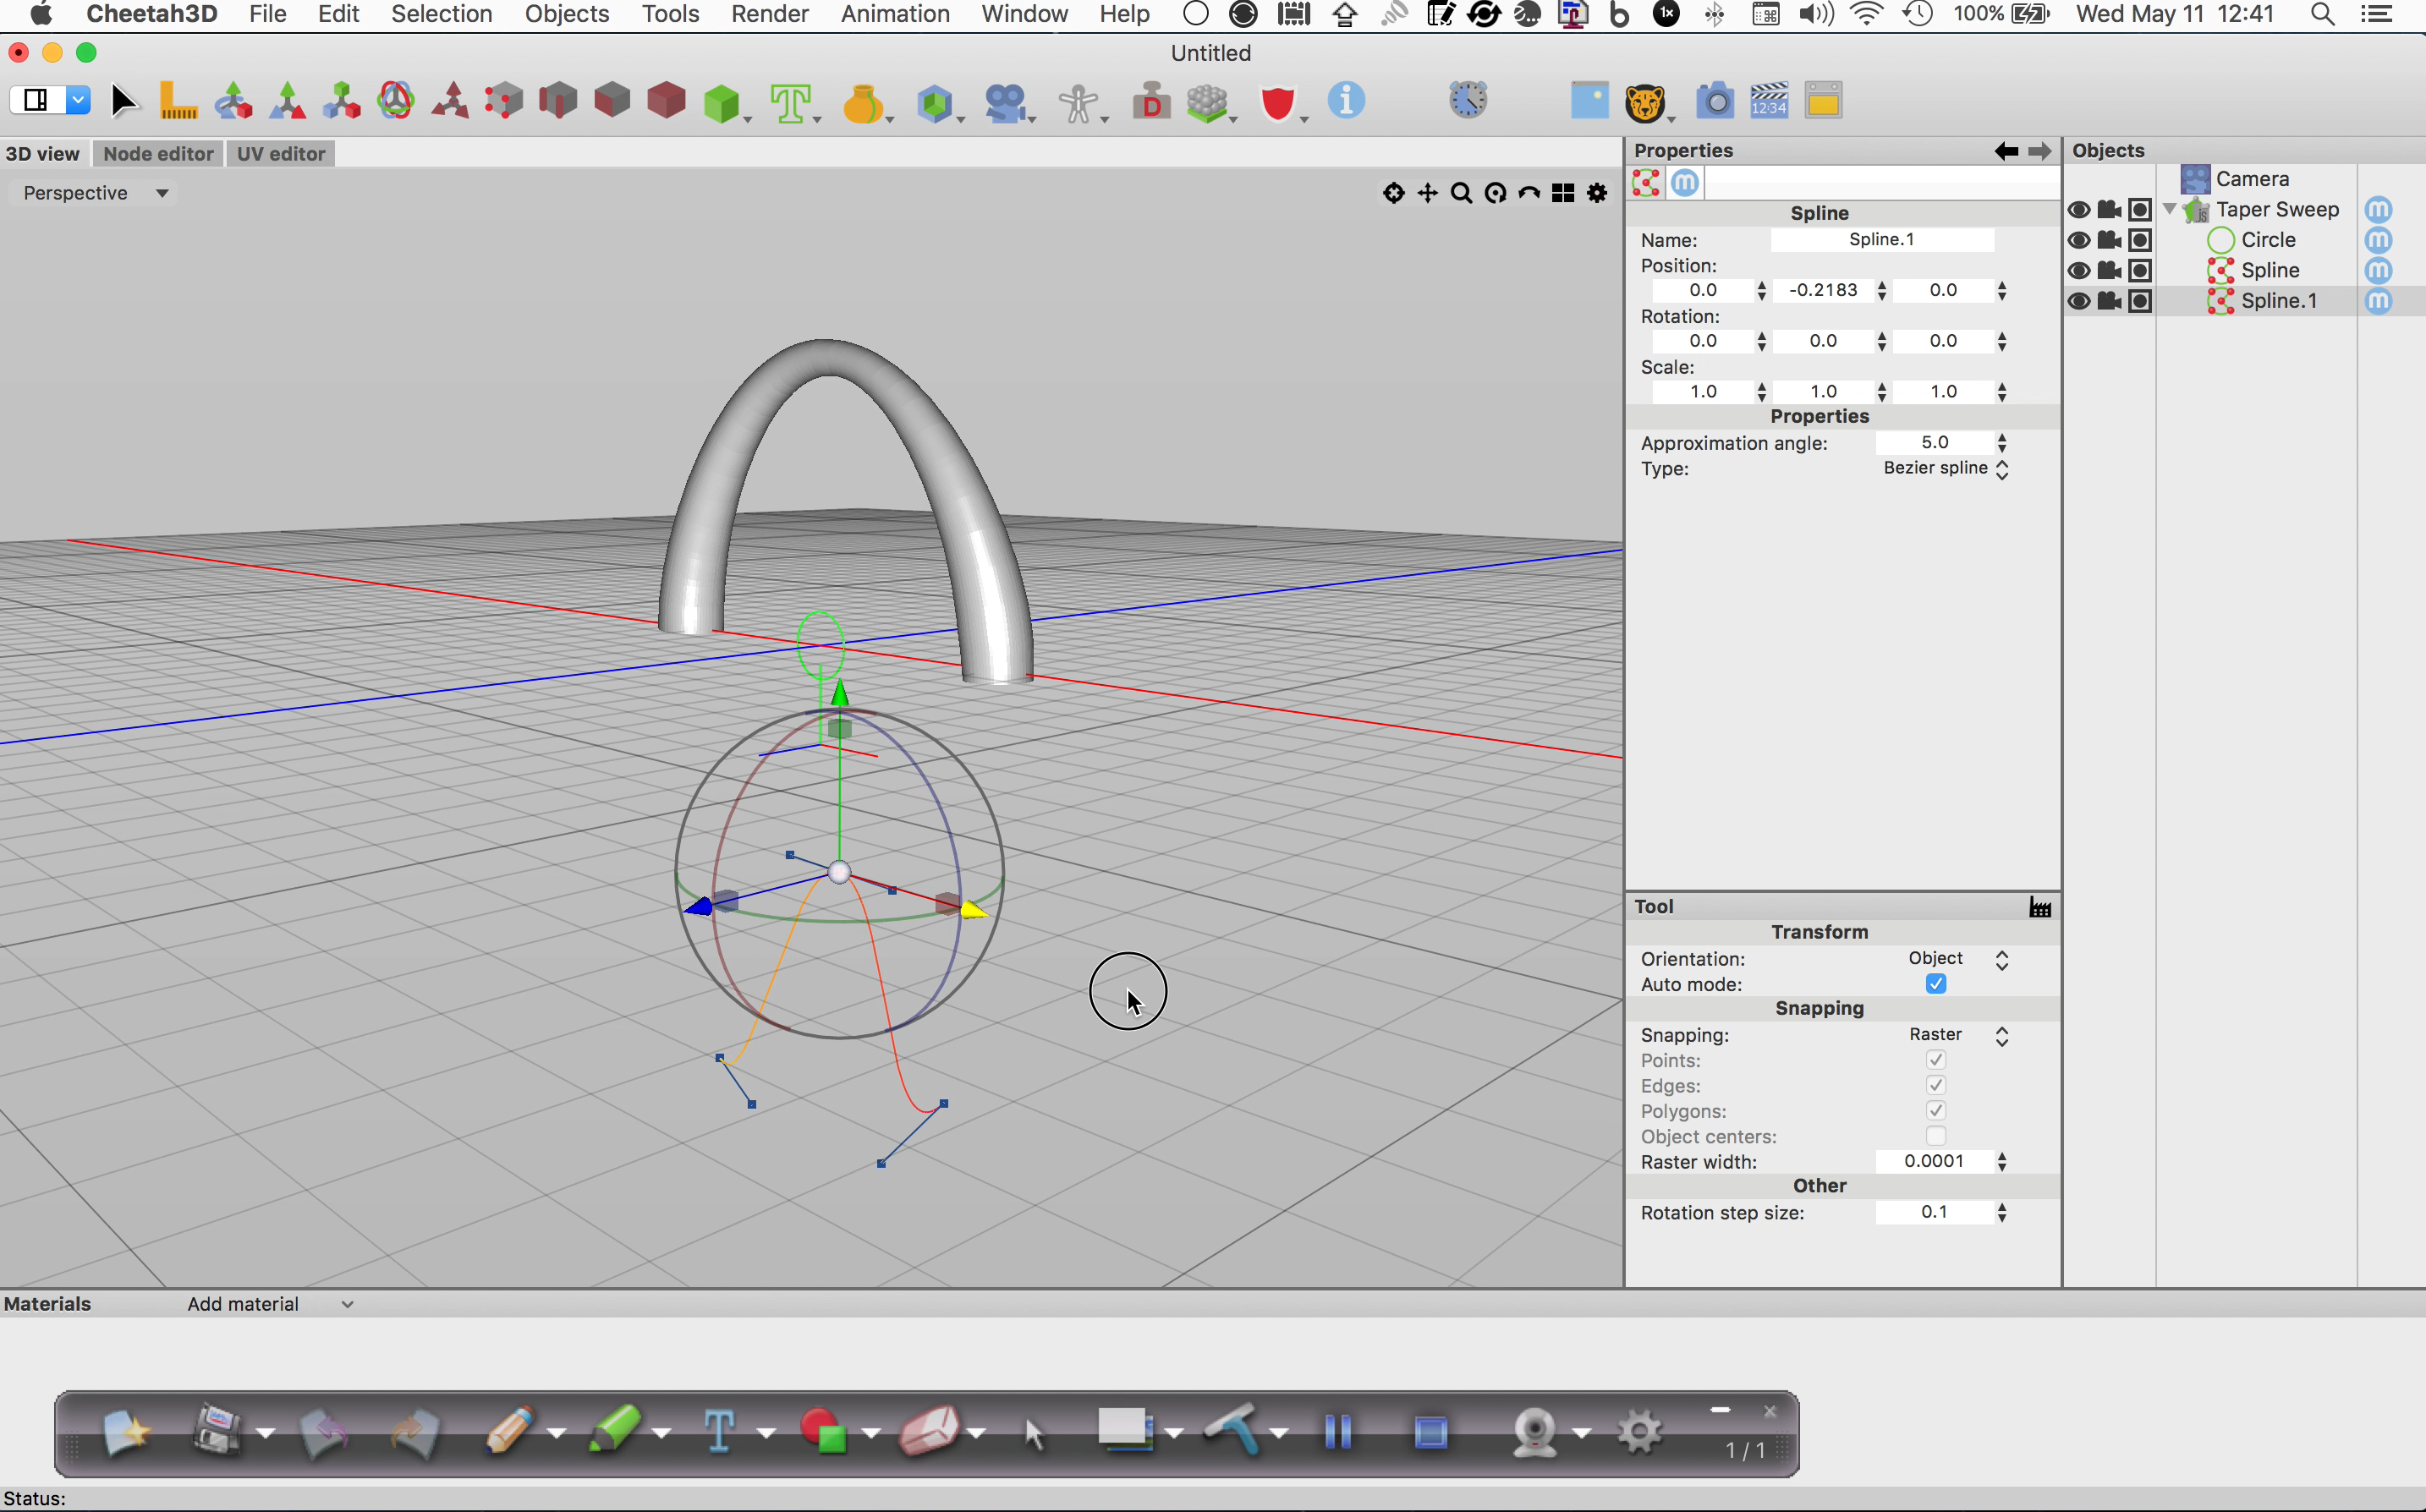 Cheetah3D File Edit Selection Objects Tools Render Animation Window Help 1x 100% Wed May 11 12:41
Untitled
12:34
3D view Node editor UV editor
Perspective
Properties
Spline
Name: Spline.1
Position:
0.0 -0.2183 0.0
Rotation:
0.0 0.0 0.0
Scale:
1.0 1.0 1.0
Properties
Approximation angle: 5.0
Type: Bezier spline
Objects
Camera
Taper Sweep
Circle
Spline
Spline.1
Tool
Transform
Orientation: Object
Auto mode:
Snapping
Snapping: Raster
Points:
Edges:
Polygons:
Object centers:
Raster width: 0.0001
Other
Rotation step size: 0.1
Materials Add material
1 / 1
Status: